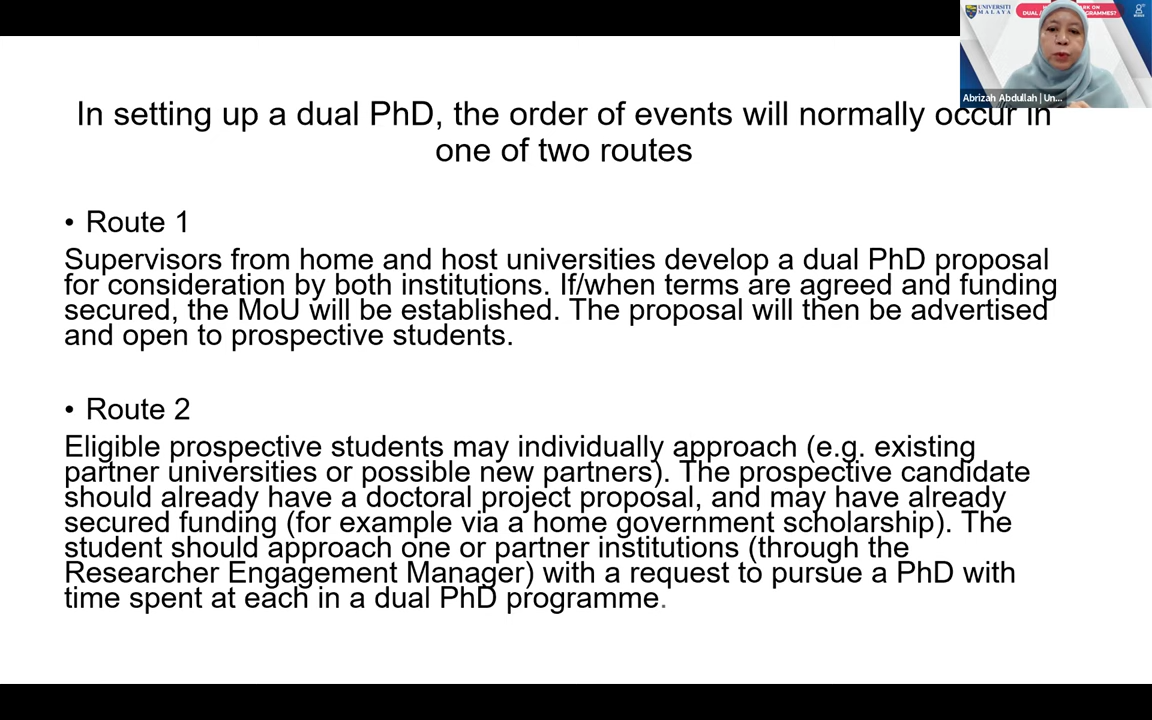 UNIVERSITI
MALAYA
DUAL
Abrizah Abdullah | Un...
In setting up a dual PhD, the order of events will normally occur in
one of two routes
• Route 1
Supervisors from home and host universities develop a dual PhD proposal
for consideration by both institutions. If/when terms are agreed and funding
secured, the MoU will be established. The proposal will then be advertised
and open to prospective students.
• Route 2
Eligible prospective students may individually approach (e.g. existing
partner universities or possible new partners). The prospective candidate
should already have a doctoral project proposal, and may have already
secured funding (for example via a home government scholarship). The
student should approach one or partner institutions (through the
Researcher Engagement Manager) with a request to pursue a PhD with
time spent at each in a dual PhD programme.